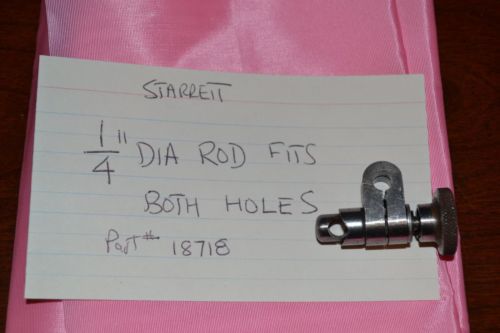 STARRETT
1/4" DIA ROD FITS
BOTH HOLES
Part # 18718